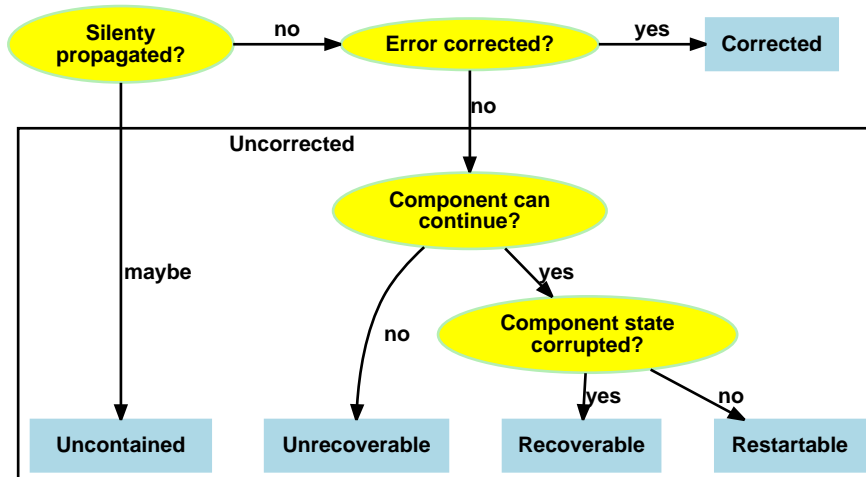 Silenty
propagated?
no
Error corrected?
yes
Corrected
no
Uncorrected
Component can
continue?
maybe
yes
Component state
corrupted?
no
yes
no
Uncontained
Unrecoverable
Recoverable
Restartable